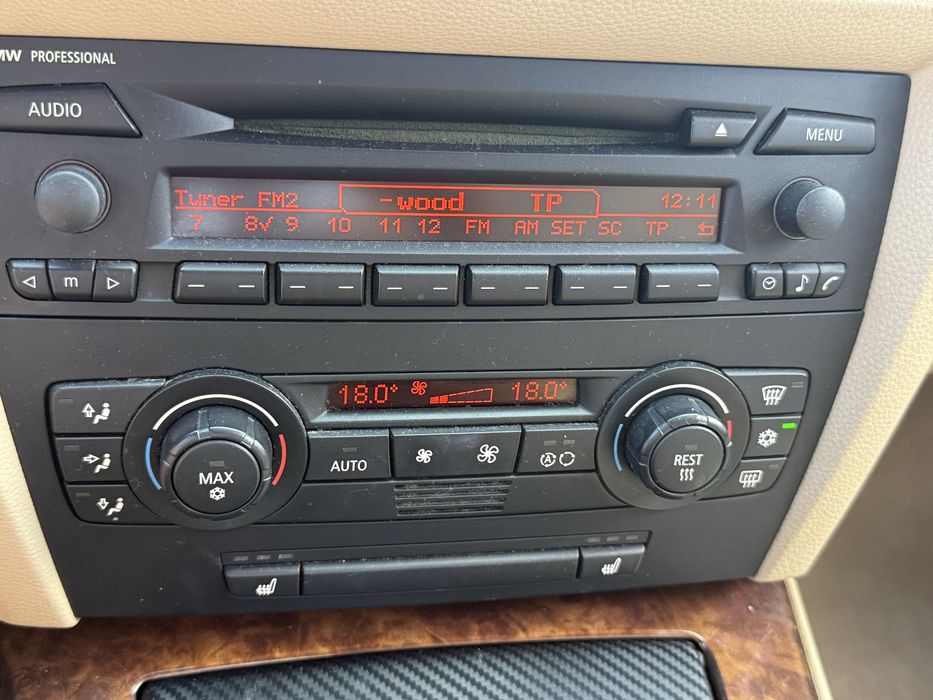 MW PROFESSIONAL
AUDIO
MENU
Tuner FM2 -wood TP 12:11
7 8√ 9 10 11 12 FM AM SET SC TP
m
18.0° 18.0°
MAX
AUTO
A
REST